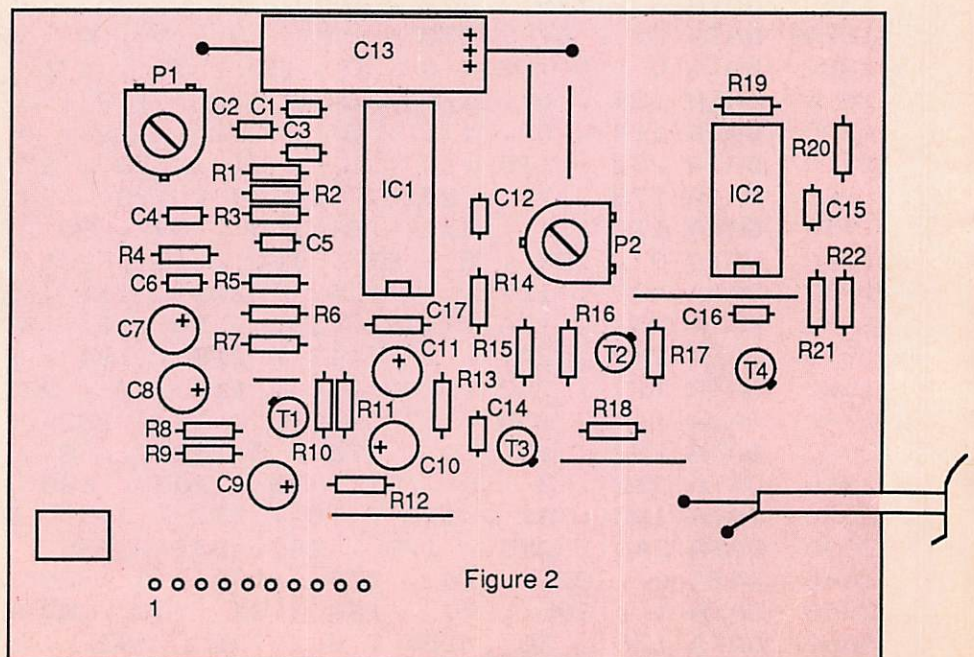 C13
+
+
+
P1
C2 C1
C3
R19
R20
R1
R2
IC1
IC2
C12
C15
C4 R3
C5
P2
R4
R22
C6 R5
R14
R6
C17
C7 +
R16
C16
R7
+ C11
R15
T2
R17
R21
C8 +
R13
T4
T1
R11
C14
R8
R10
R18
R9
+ C10
T3
C9 +
R12
Figure 2
1